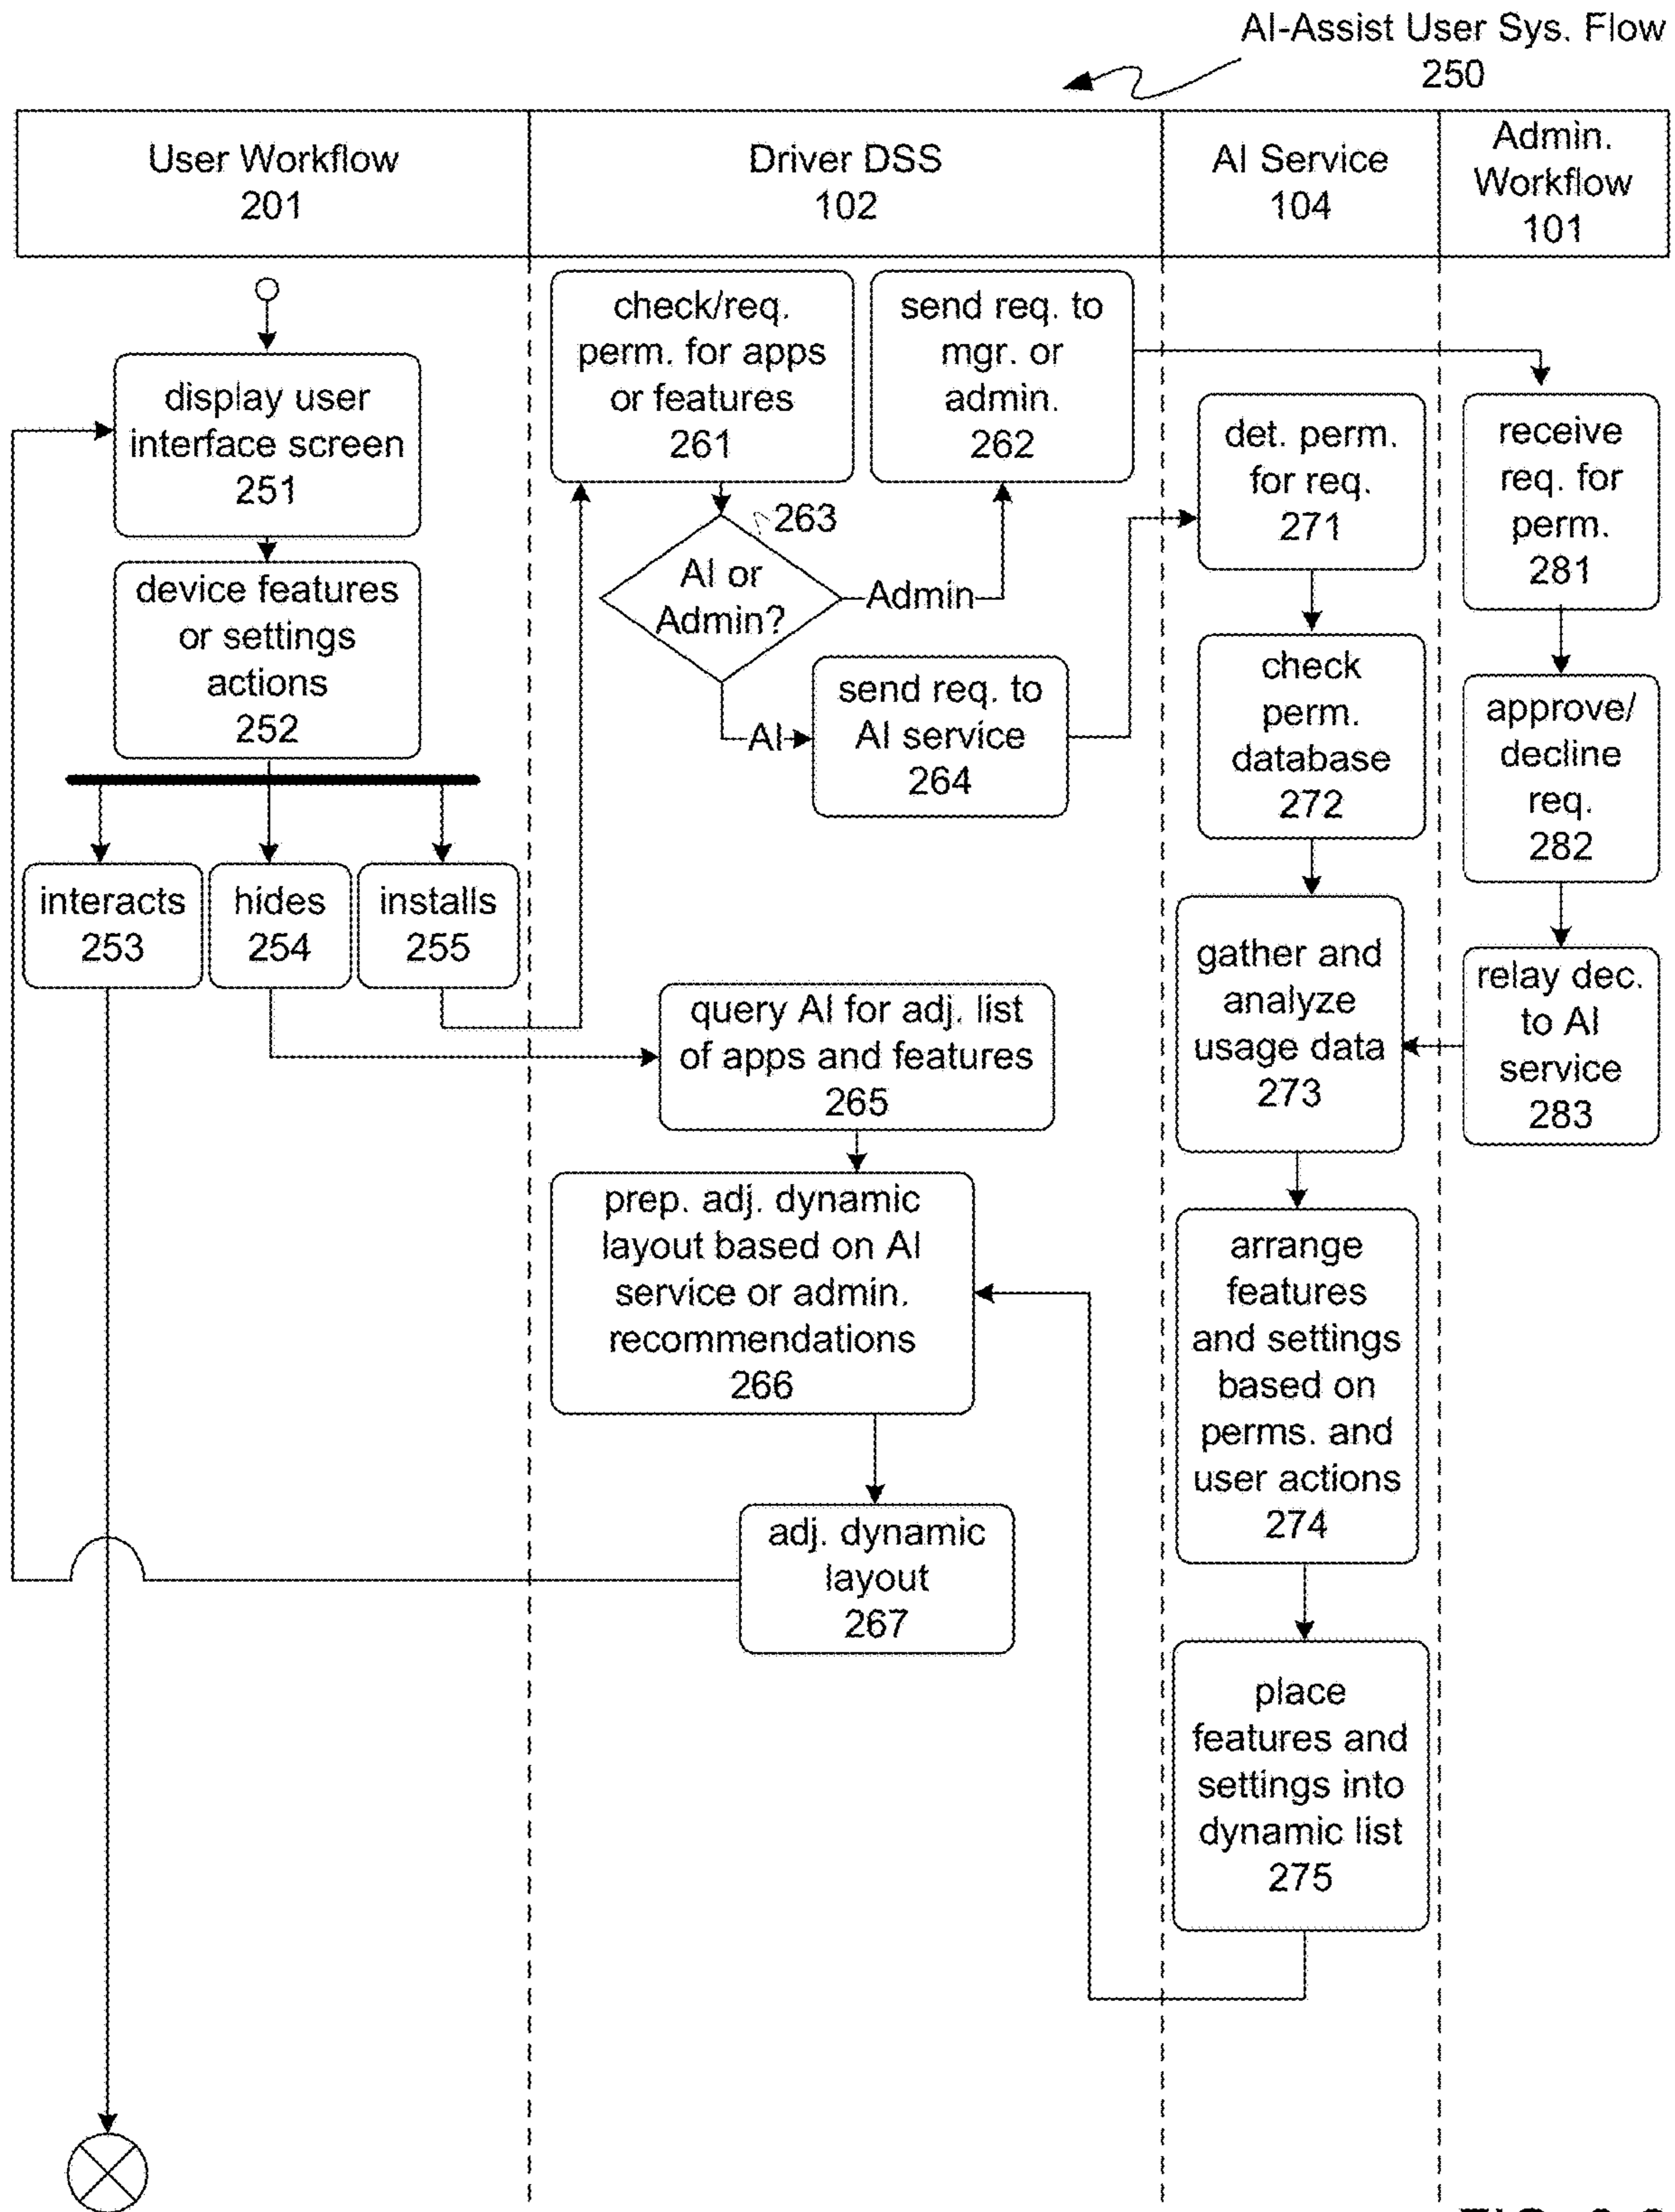 AI-Assist User Sys. Flow
250
User Workflow
201
Driver DSS
102
AI Service
104
Admin.
Workflow
101
display user
interface screen
251
device features
or settings
actions
252
interacts
253
hides
254
installs
255
check/req.
perm. for apps
or features
261
send req. to
mgr. or
admin.
262
263
AI or
Admin?
Admin
AI
send req. to
AI service
264
query AI for adj. list
of apps and features
265
prep. adj. dynamic
layout based on AI
service or admin.
recommendations
266
adj. dynamic
layout
267
det. perm.
for req.
271
check
perm.
database
272
gather and
analyze
usage data
273
arrange
features
and settings
based on
perms. and
user actions
274
place
features and
settings into
dynamic list
275
receive
req. for
perm.
281
approve/
decline
req.
282
relay dec.
to AI
service
283